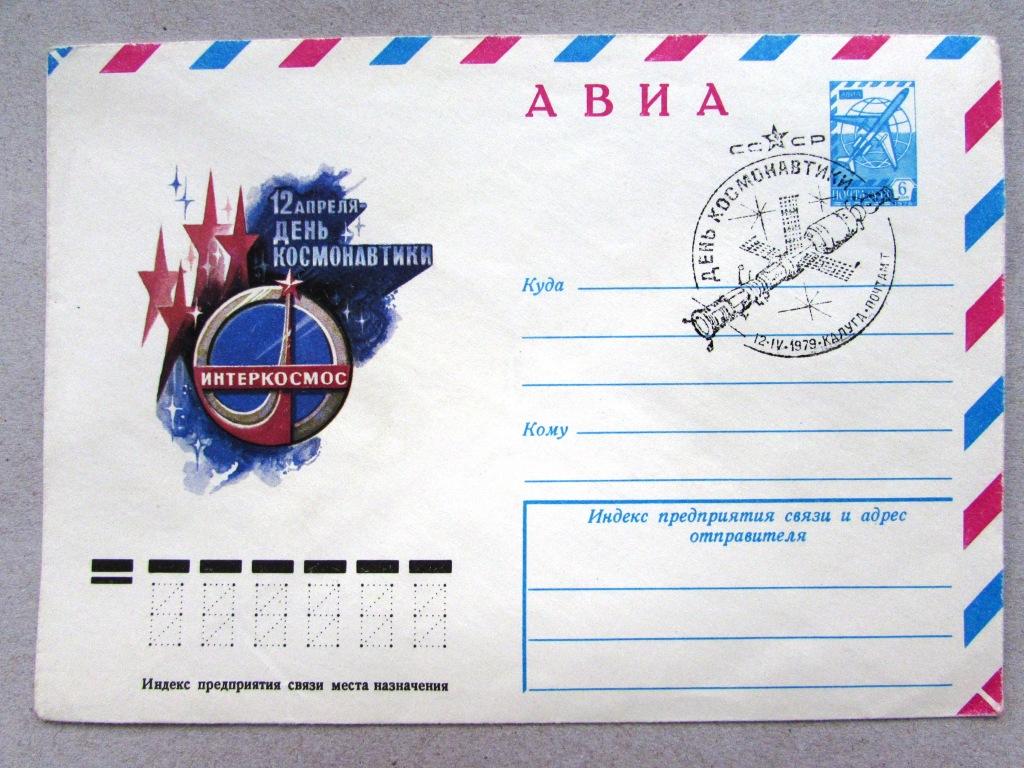 АВИА
АВИА
ПОЧТА
6
СССР
ДЕНЬ КОСМОНАВТИКИ
12·IV·1979·КАЛУГА·ПОЧТАМТ
12 АПРЕЛЯ-
ДЕНЬ
КОСМОНАВТИКИ
ИНТЕРКОСМОС
Куда
Кому
Индекс предприятия связи и адрес
отправителя
Индекс предприятия связи места назначения